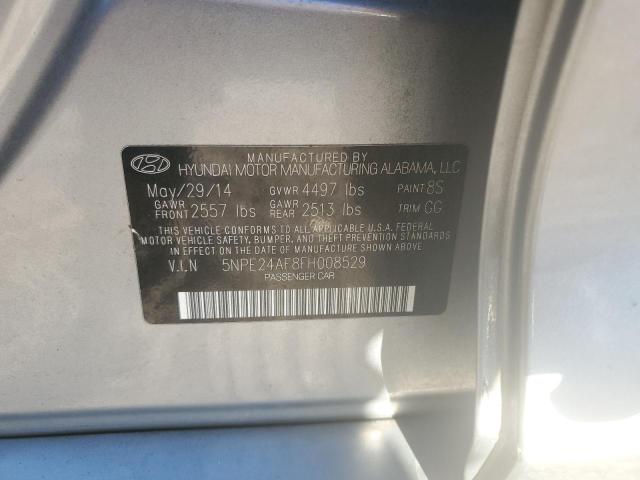 MANUFACTURED BY
HYUNDAI MOTOR MANUFACTURING ALABAMA, LLC
May/29/14 GVWR 4497 lbs PAINT 8S
GAWR FRONT 2557 lbs GAWR REAR 2513 lbs TRIM GG
THIS VEHICLE CONFORMS TO ALL APPLICABLE U.S.A. FEDERAL
MOTOR VEHICLE SAFETY, BUMPER, AND THEFT PREVENTION STANDARDS
IN EFFECT ON THE DATE OF MANUFACTURE SHOWN ABOVE.
V.I.N 5NPE24AF8FH008529
PASSENGER CAR